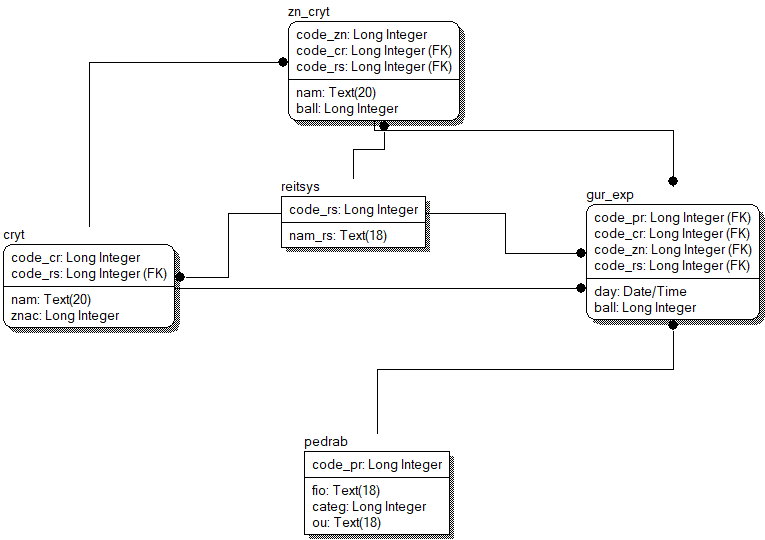 zn_cryt
code_zn: Long Integer
code_cr: Long Integer (FK)
code_rs: Long Integer (FK)
nam: Text(20)
ball: Long Integer
reitsys
code_rs: Long Integer
nam_rs: Text(18)
gur_exp
code_pr: Long Integer (FK)
code_cr: Long Integer (FK)
code_zn: Long Integer (FK)
code_rs: Long Integer (FK)
day: Date/Time
ball: Long Integer
cryt
code_cr: Long Integer
code_rs: Long Integer (FK)
nam: Text(20)
znac: Long Integer
pedrab
code_pr: Long Integer
fio: Text(18)
categ: Long Integer
ou: Text(18)